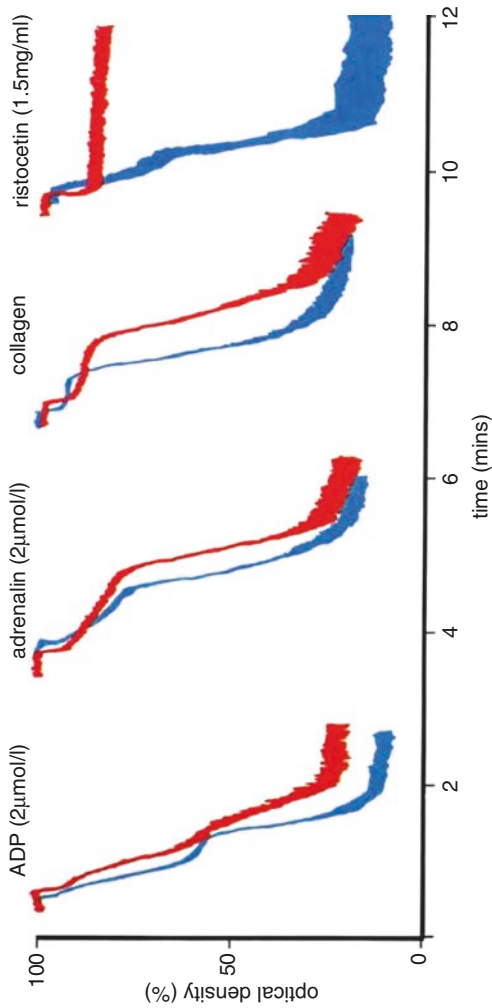 ADP (2μmol/l)
adrenalin (2μmol/l)
collagen
ristocetin (1.5mg/ml)
optical density (%)
100
50
0
2
4
6
8
10
12
time (mins)